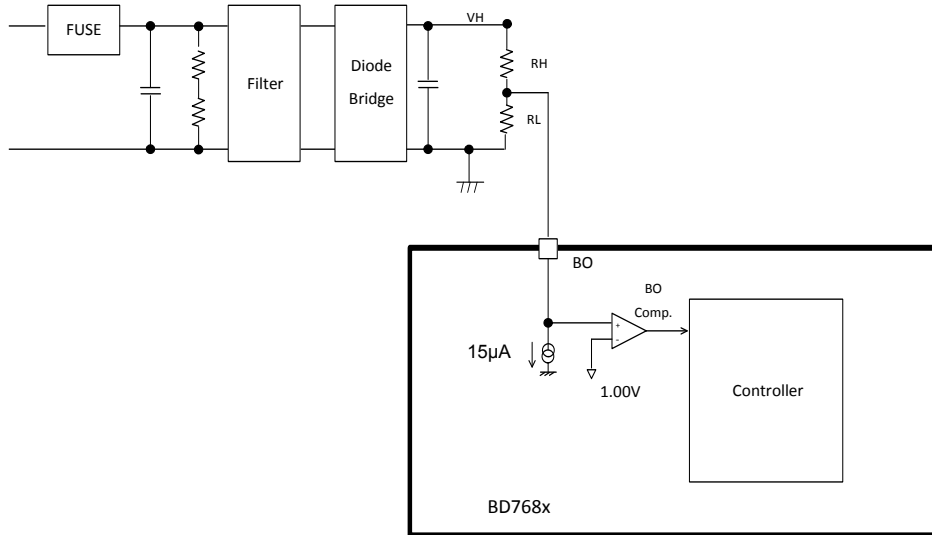 FUSE
VH
Filter
Diode
Bridge
RH
RL
BO
BO
Comp.
+
-
15µA
1.00V
Controller
BD768x